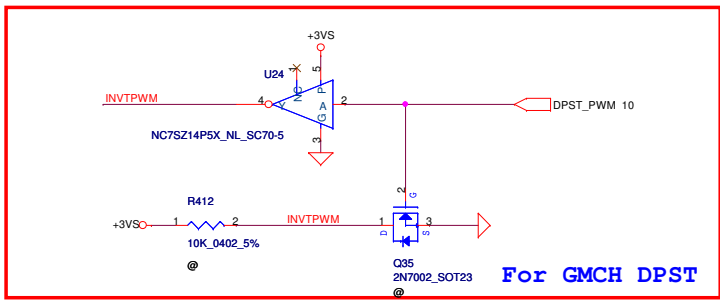 +3VS
U24
1
NC
5
P
INVTPWM
4
Y
A
2
G
3
DPST_PWM 10
NC7SZ14P5X_NL_SC70-5
2
G
R412
+3VS
1
2
INVTPWM
1
D
3
S
10K_0402_5%
@
Q35
2N7002_SOT23
@
For GMCH DPST